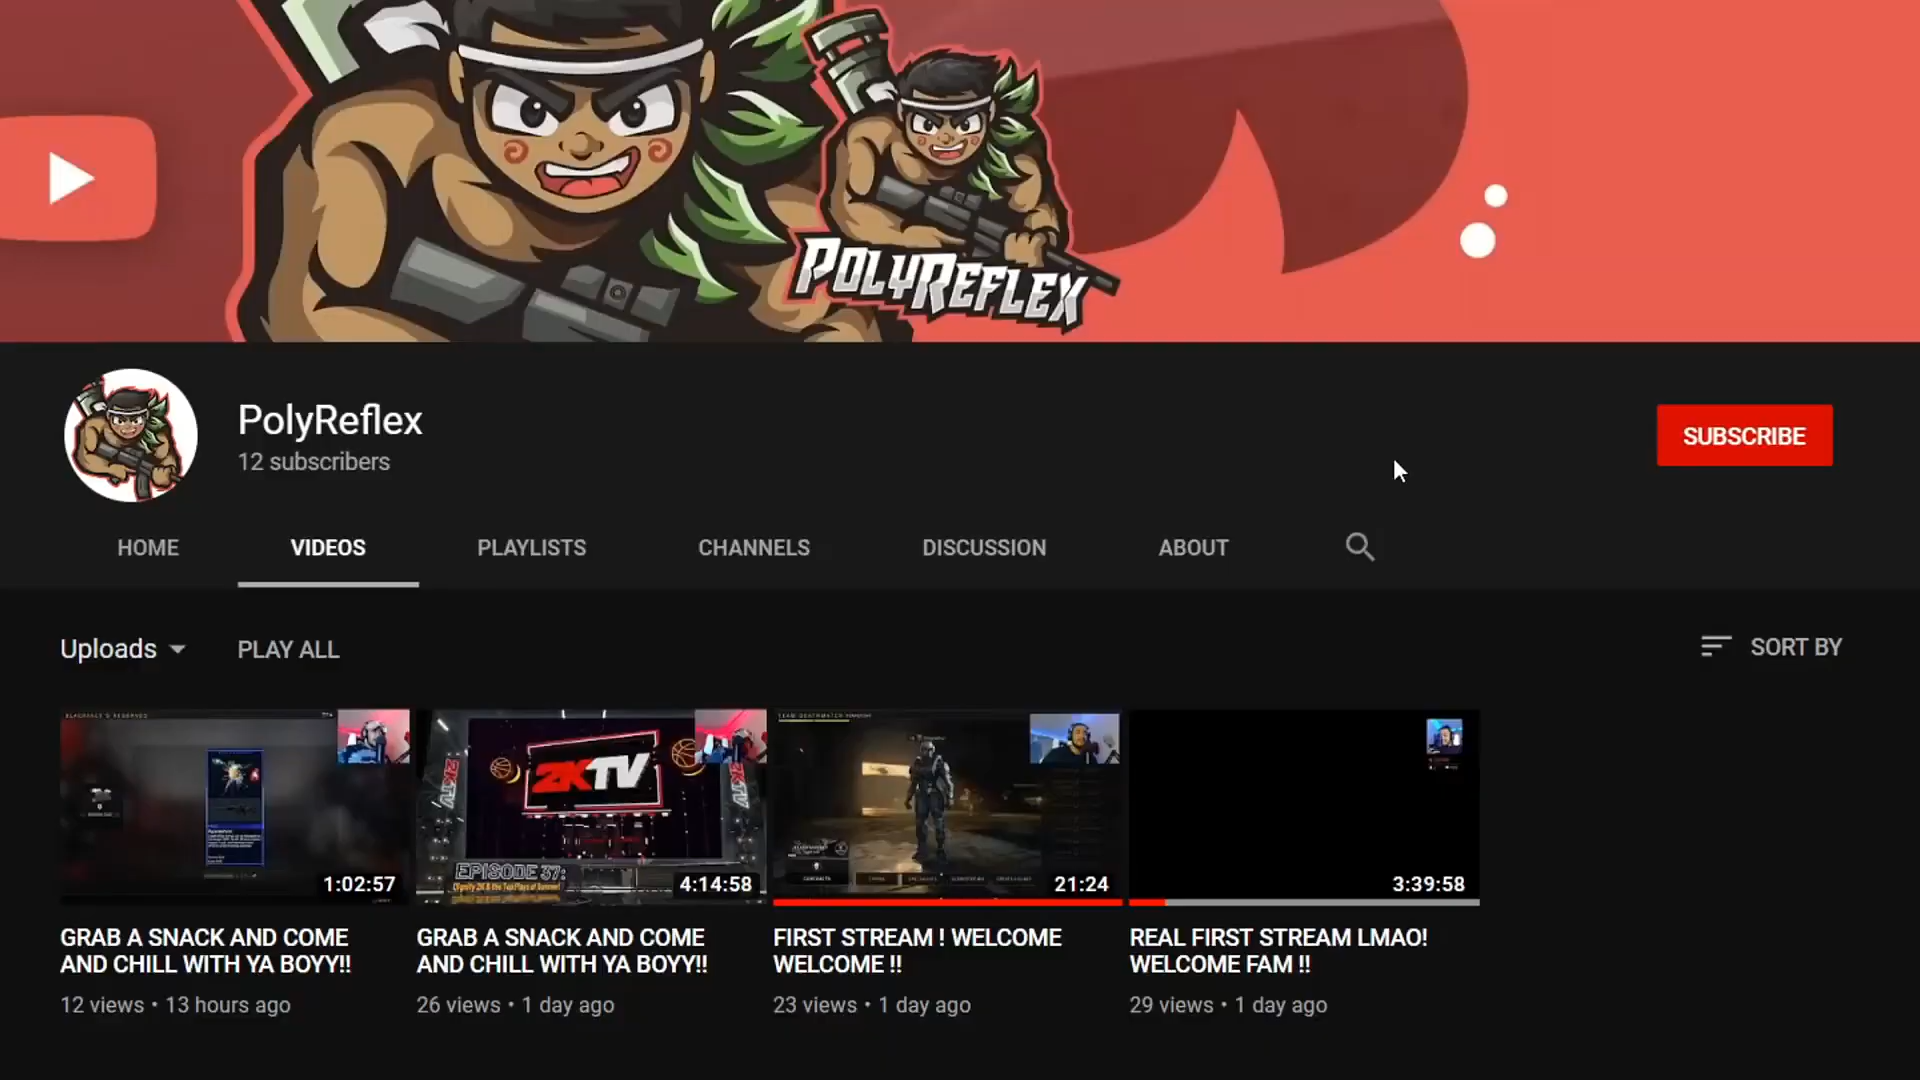 POLYREFLEX
PolyReflex
12 subscribers
SUBSCRIBE
HOME
VIDEOS
PLAYLISTS
CHANNELS
DISCUSSION
ABOUT
Uploads
PLAY ALL
SORT BY
1:02:57
2KTV
2KTV
2KTV
EPISODE 37:
4:14:58
TEAM DEATHMATCH
21:24
3:39:58
GRAB A SNACK AND COME
AND CHILL WITH YA BOYY!!
12 views • 13 hours ago
GRAB A SNACK AND COME
AND CHILL WITH YA BOYY!!
26 views • 1 day ago
FIRST STREAM ! WELCOME
WELCOME !!
23 views • 1 day ago
REAL FIRST STREAM LMAO!
WELCOME FAM !!
29 views • 1 day ago